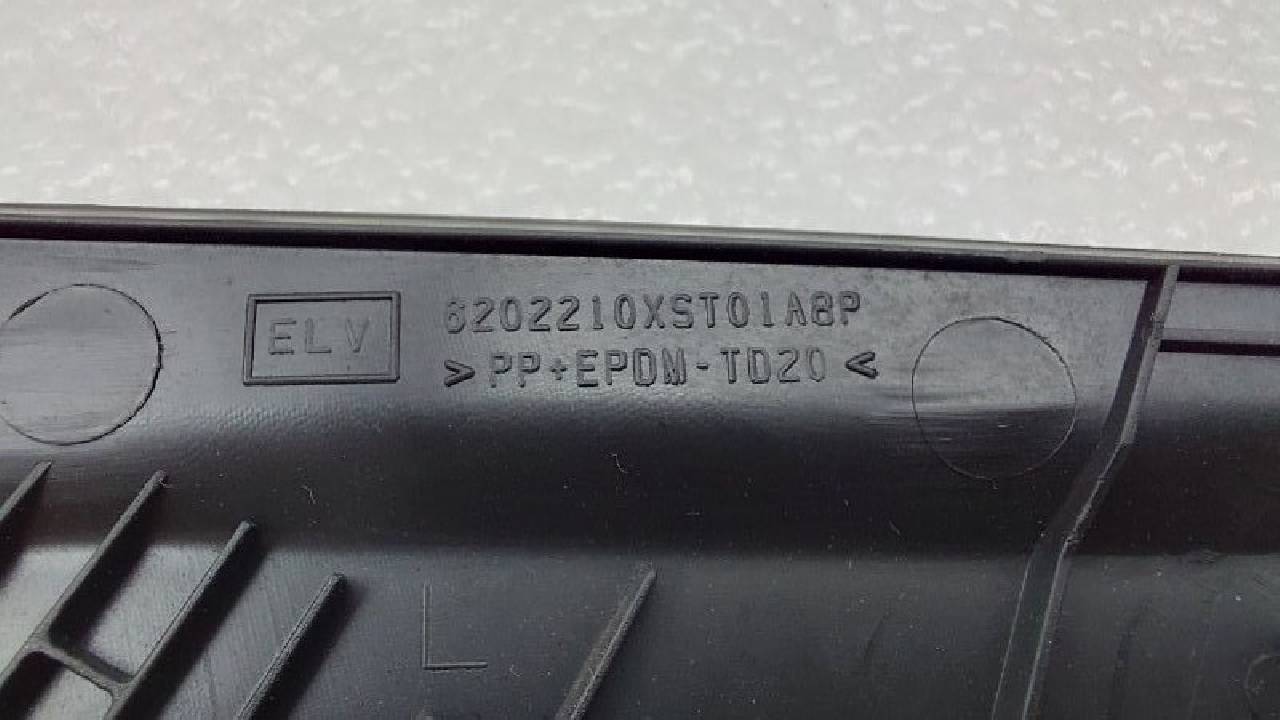 ELV
6202210XST01A8P
>PP+EPDM-TD20<
L